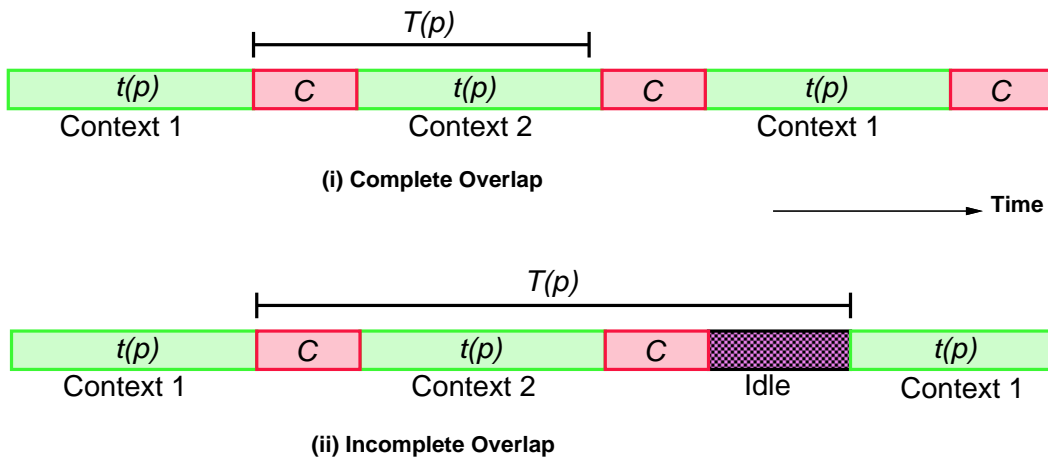 T(p)
t(p) C t(p) C t(p) C
Context 1 Context 2 Context 1
(i) Complete Overlap
Time
T(p)
t(p) C t(p) C t(p)
Context 1 Context 2 Idle Context 1
(ii) Incomplete Overlap